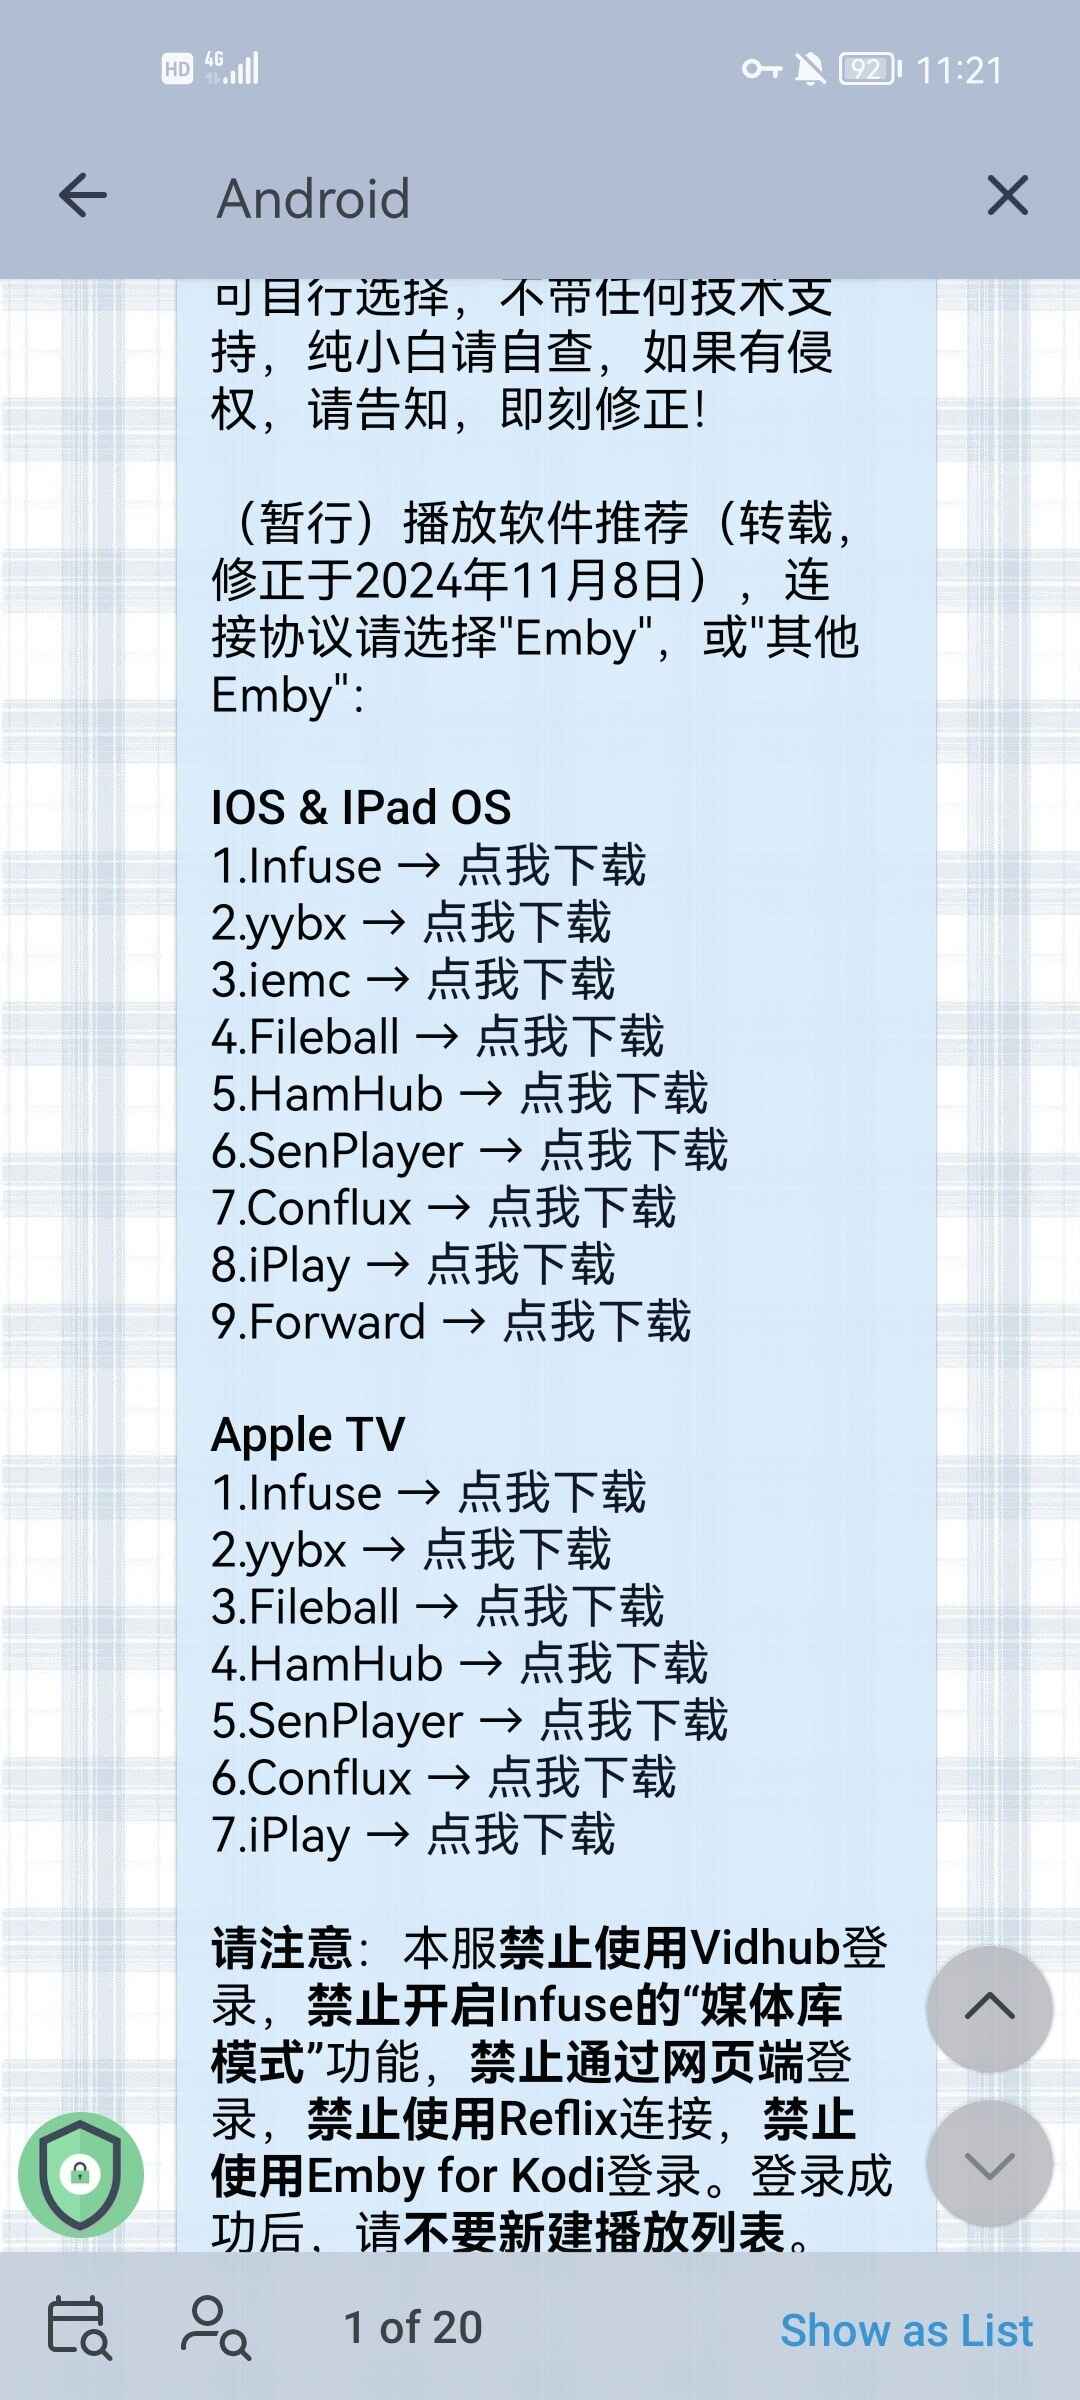 HD 4G 92 11:21
Android
可自行选择，不带任何技术支
持，纯小白请自查，如果有侵
权，请告知，即刻修正！
（暂行）播放软件推荐（转载，
修正于2024年11月8日），连
接协议请选择"Emby"，或"其他
Emby"：
IOS & IPad OS
1.Infuse → 点我下载
2.yybx → 点我下载
3.iemc → 点我下载
4.Fileball → 点我下载
5.HamHub → 点我下载
6.SenPlayer → 点我下载
7.Conflux → 点我下载
8.iPlay → 点我下载
9.Forward → 点我下载
Apple TV
1.Infuse → 点我下载
2.yybx → 点我下载
3.Fileball → 点我下载
4.HamHub → 点我下载
5.SenPlayer → 点我下载
6.Conflux → 点我下载
7.iPlay → 点我下载
请注意：本服禁止使用Vidhub登
录，禁止开启Infuse的“媒体库
模式”功能，禁止通过网页端登
录，禁止使用Reflix连接，禁止
使用Emby for Kodi登录。登录成
功后，请不要新建播放列表。
1 of 20
Show as List